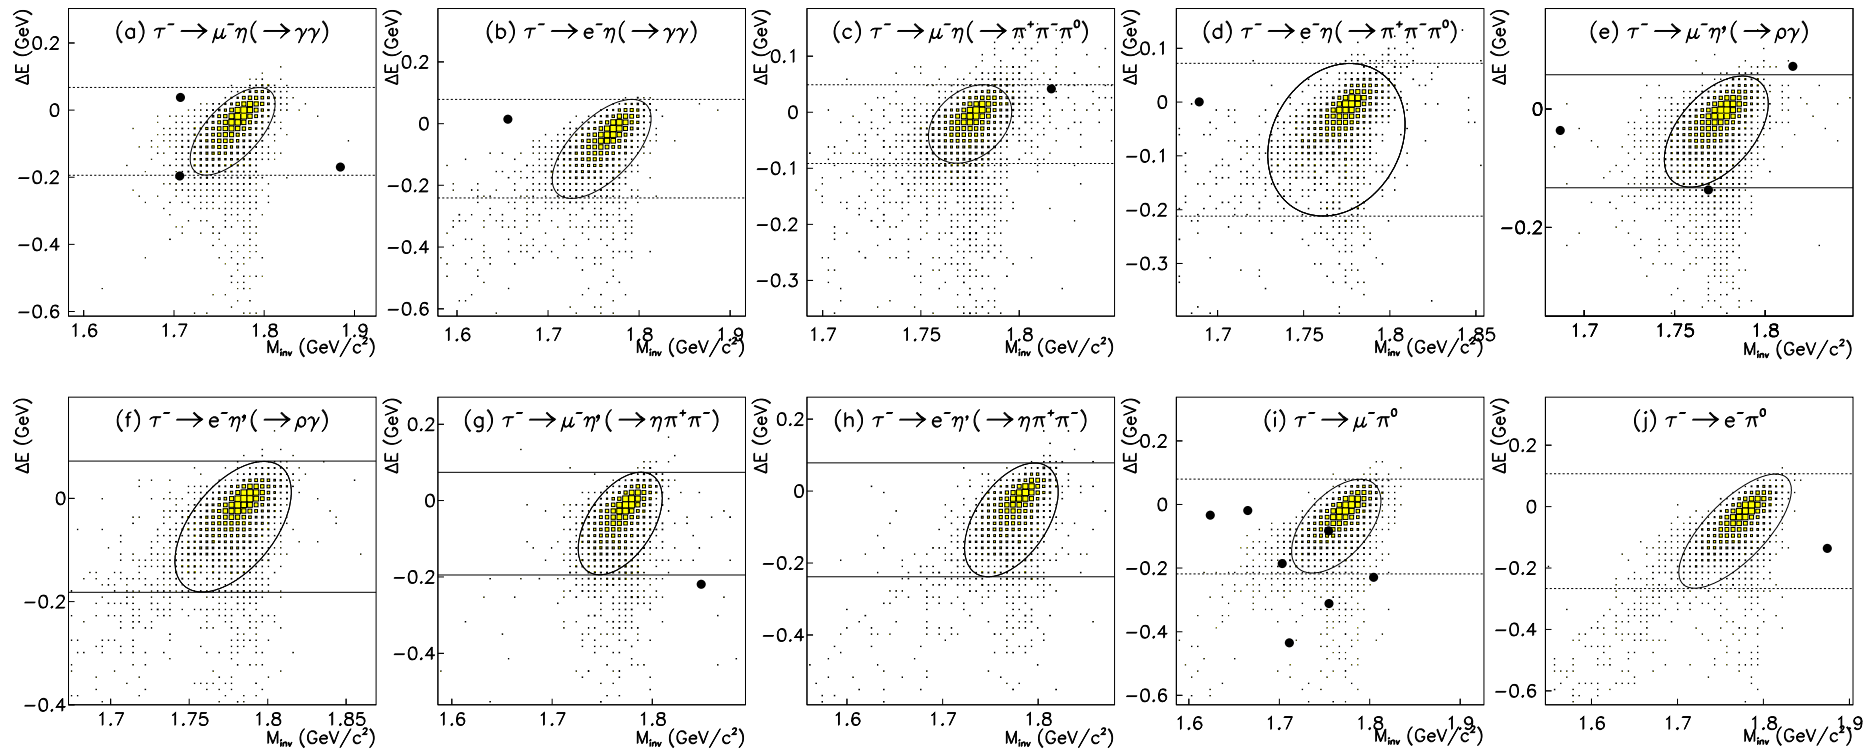 (a) τ⁻ → μ⁻η(→γγ)
ΔE (GeV)
0.2
0
−0.2
−0.4
−0.6
1.6 1.7 1.8 1.9
M_inv (GeV/c²)
(b) τ⁻ → e⁻η(→γγ)
ΔE (GeV)
0.2
0
−0.2
−0.4
−0.6
1.6 1.7 1.8 1.9
M_inv (GeV/c²)
(c) τ⁻ → μ⁻η(→π⁺π⁻π⁰)
ΔE (GeV)
0.1
0
−0.1
−0.2
−0.3
1.7 1.75 1.8
M_inv (GeV/c²)
(d) τ⁻ → e⁻η(→π⁺π⁻π⁰)
ΔE (GeV)
0.1
0
−0.1
−0.2
−0.3
1.7 1.75 1.8 1.85
M_inv (GeV/c²)
(e) τ⁻ → μ⁻η'(→ργ)
ΔE (GeV)
0
−0.2
1.7 1.75 1.8
M_inv (GeV/c²)
(f) τ⁻ → e⁻η'(→ργ)
ΔE (GeV)
0
−0.2
−0.4
1.7 1.75 1.8 1.85
M_inv (GeV/c²)
(g) τ⁻ → μ⁻η'(→ηπ⁺π⁻)
ΔE (GeV)
0.2
0
−0.2
−0.4
1.6 1.7 1.8
M_inv (GeV/c²)
(h) τ⁻ → e⁻η'(→ηπ⁺π⁻)
ΔE (GeV)
0.2
0
−0.2
−0.4
1.6 1.7 1.8
M_inv (GeV/c²)
(i) τ⁻ → μ⁻π⁰
ΔE (GeV)
0.2
0
−0.2
−0.4
−0.6
1.6 1.7 1.8 1.9
M_inv (GeV/c²)
(j) τ⁻ → e⁻π⁰
ΔE (GeV)
0.2
0
−0.2
−0.4
−0.6
1.6 1.7 1.8 1.9
M_inv (GeV/c²)